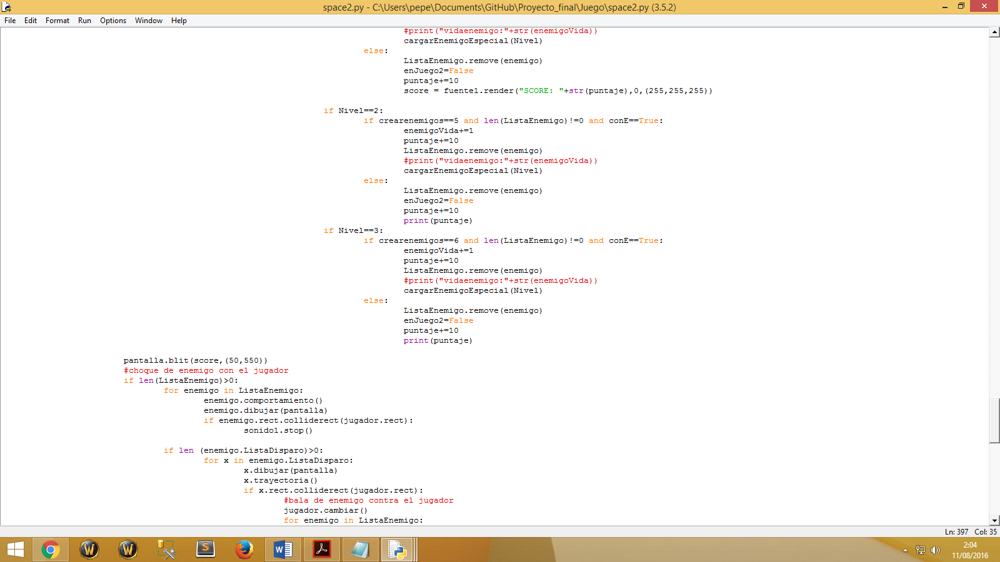 space2.py - C:\Users\pepe\Documents\GitHub\Proyecto_final\Juego\space2.py (3.5.2)
File Edit Format Run Options Window Help
#print("vidaenemigo:"+str(enemigoVida))
cargarEnemigoEspecial(Nivel)
else:
ListaEnemigo.remove(enemigo)
enJuego2=False
puntaje+=10
score = fuente1.render("SCORE: "+str(puntaje),0,(255,255,255))
if Nivel==2:
if crearenemigos==5 and len(ListaEnemigo)!=0 and conE==True:
enemigoVida+=1
puntaje+=10
ListaEnemigo.remove(enemigo)
#print("vidaenemigo:"+str(enemigoVida))
cargarEnemigoEspecial(Nivel)
else:
ListaEnemigo.remove(enemigo)
enJuego2=False
puntaje+=10
print(puntaje)
if Nivel==3:
if crearenemigos==6 and len(ListaEnemigo)!=0 and conE==True:
enemigoVida+=1
puntaje+=10
ListaEnemigo.remove(enemigo)
#print("vidaenemigo:"+str(enemigoVida))
cargarEnemigoEspecial(Nivel)
else:
ListaEnemigo.remove(enemigo)
enJuego2=False
puntaje+=10
print(puntaje)
pantalla.blit(score,(50,550))
#choque de enemigo con el jugador
if len(ListaEnemigo)>0:
for enemigo in ListaEnemigo:
enemigo.comportamiento()
enemigo.dibujar(pantalla)
if enemigo.rect.colliderect(jugador.rect):
sonido1.stop()
if len (enemigo.ListaDisparo)>0:
for x in enemigo.ListaDisparo:
x.dibujar(pantalla)
x.trayectoria()
if x.rect.colliderect(jugador.rect):
#bala de enemigo contra el jugador
jugador.cambiar()
for enemigo in ListaEnemigo:
Ln: 397 Col: 35
2:04
11/08/2016